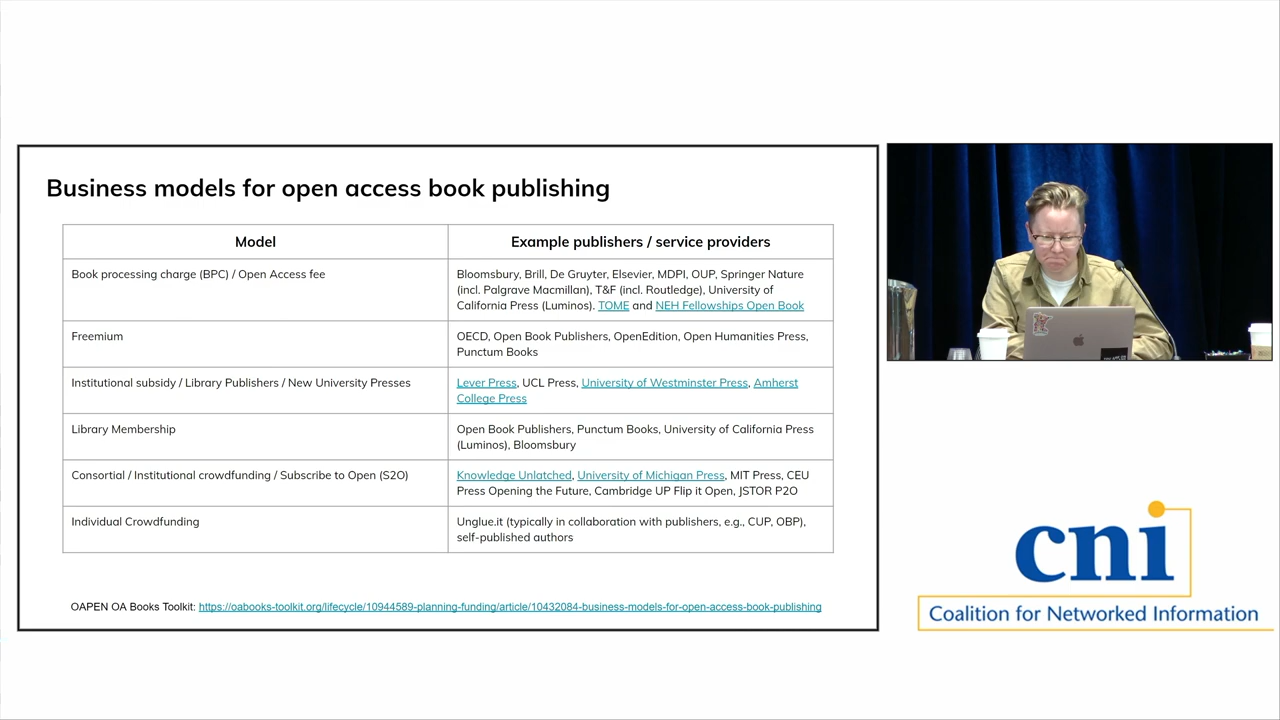 Business models for open access book publishing
Model
Example publishers / service providers
Book processing charge (BPC) / Open Access fee
Bloomsbury, Brill, De Gruyter, Elsevier, MDPI, OUP, Springer Nature
(incl. Palgrave Macmillan), T&F (incl. Routledge), University of
California Press (Luminos). TOME and NEH Fellowships Open Book
Freemium
OECD, Open Book Publishers, OpenEdition, Open Humanities Press,
Punctum Books
Institutional subsidy / Library Publishers / New University Presses
Lever Press, UCL Press, University of Westminster Press, Amherst
College Press
Library Membership
Open Book Publishers, Punctum Books, University of California Press
(Luminos), Bloomsbury
Consortial / Institutional crowdfunding / Subscribe to Open (S2O)
Knowledge Unlatched, University of Michigan Press, MIT Press, CEU
Press Opening the Future, Cambridge UP Flip it Open, JSTOR P2O
Individual Crowdfunding
Unglue.it (typically in collaboration with publishers, e.g., CUP, OBP),
self-published authors
OAPEN OA Books Toolkit: https://oabooks-toolkit.org/lifecycle/10944589-planning-funding/article/10432084-business-models-for-open-access-book-publishing
cni
Coalition for Networked Information